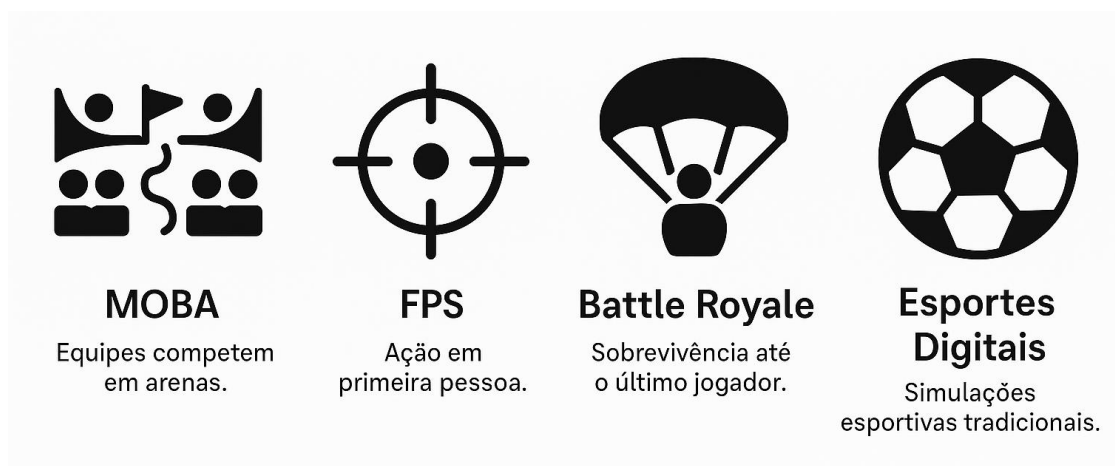 MOBA
Equipes competem
em arenas.
FPS
Açäo em
primeira pessoa.
Battle Royale
Sobrevivência até
o último jogador.
Esportes
Digitais
Simulações
esportivas tradicionais.